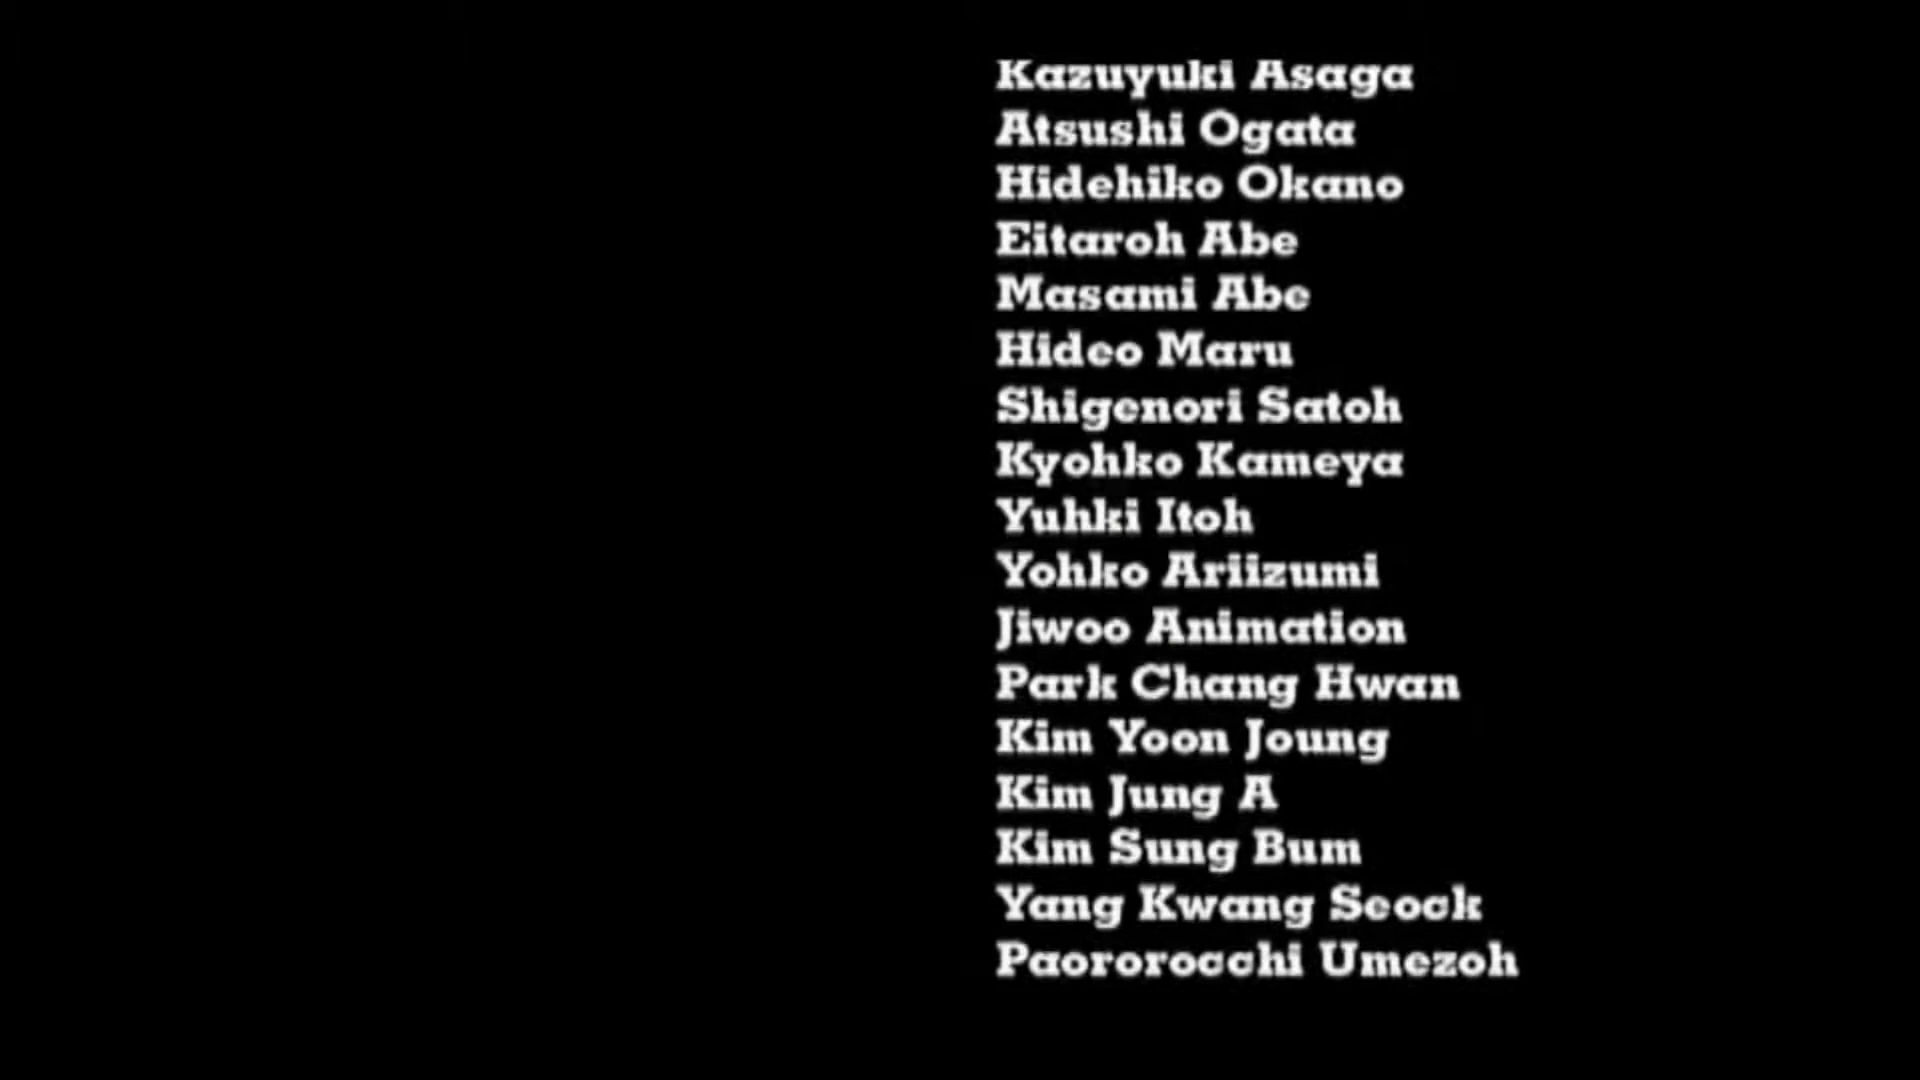 Kazuyuki Asaga
Atsushi Ogata
Hidehiko Okano
Eitaroh Abe
Masami Abe
Hideo Maru
Shigenori Satoh
Kyohko Kameya
Yuhki Itoh
Yohko Ariizumi
Jiwoo Animation
Park Chang Hwan
Kim Yoon Joung
Kim Jung A
Kim Sung Bum
Yang Kwang Seock
Paororocchi Umezoh